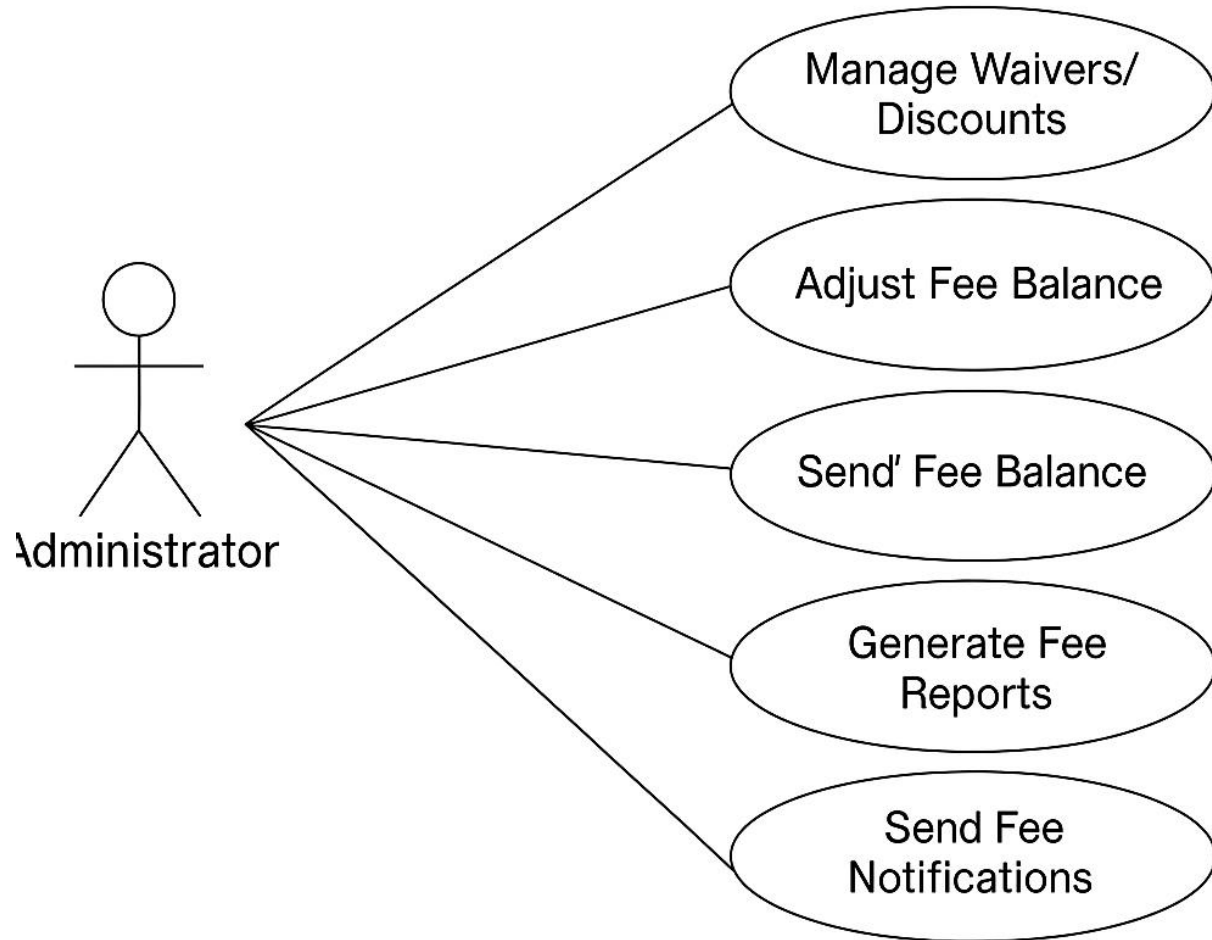 Manage Waivers/
Discounts
Adjust Fee Balance
Send' Fee Balance
Generate Fee
Reports
Send Fee
Notifications
Administrator